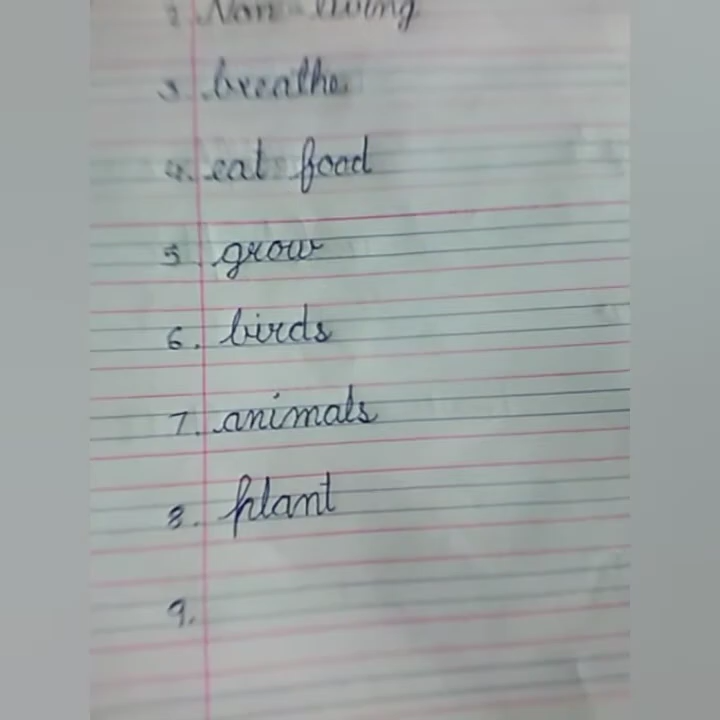 2 Non-living
3 breathe
4. eat food
5 grow
6. birds
7. animals
8. plant
9.